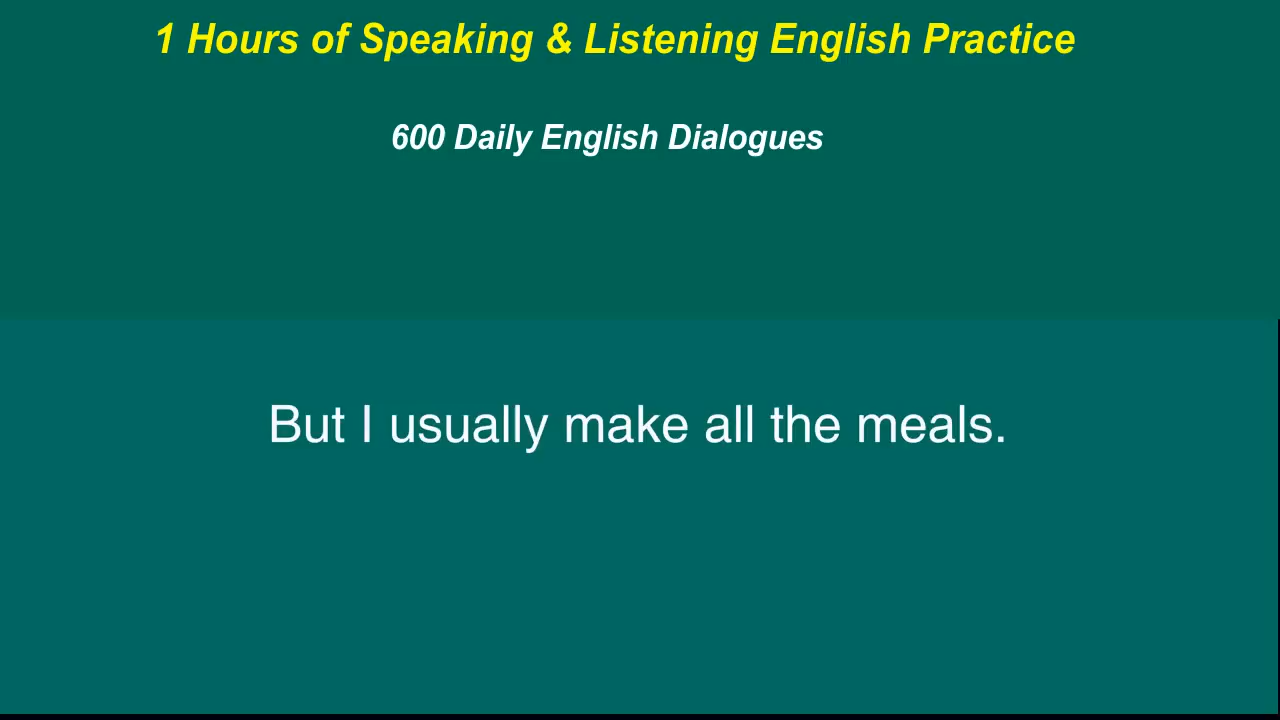 1 Hours of Speaking & Listening English Practice
600 Daily English Dialogues
But I usually make all the meals.